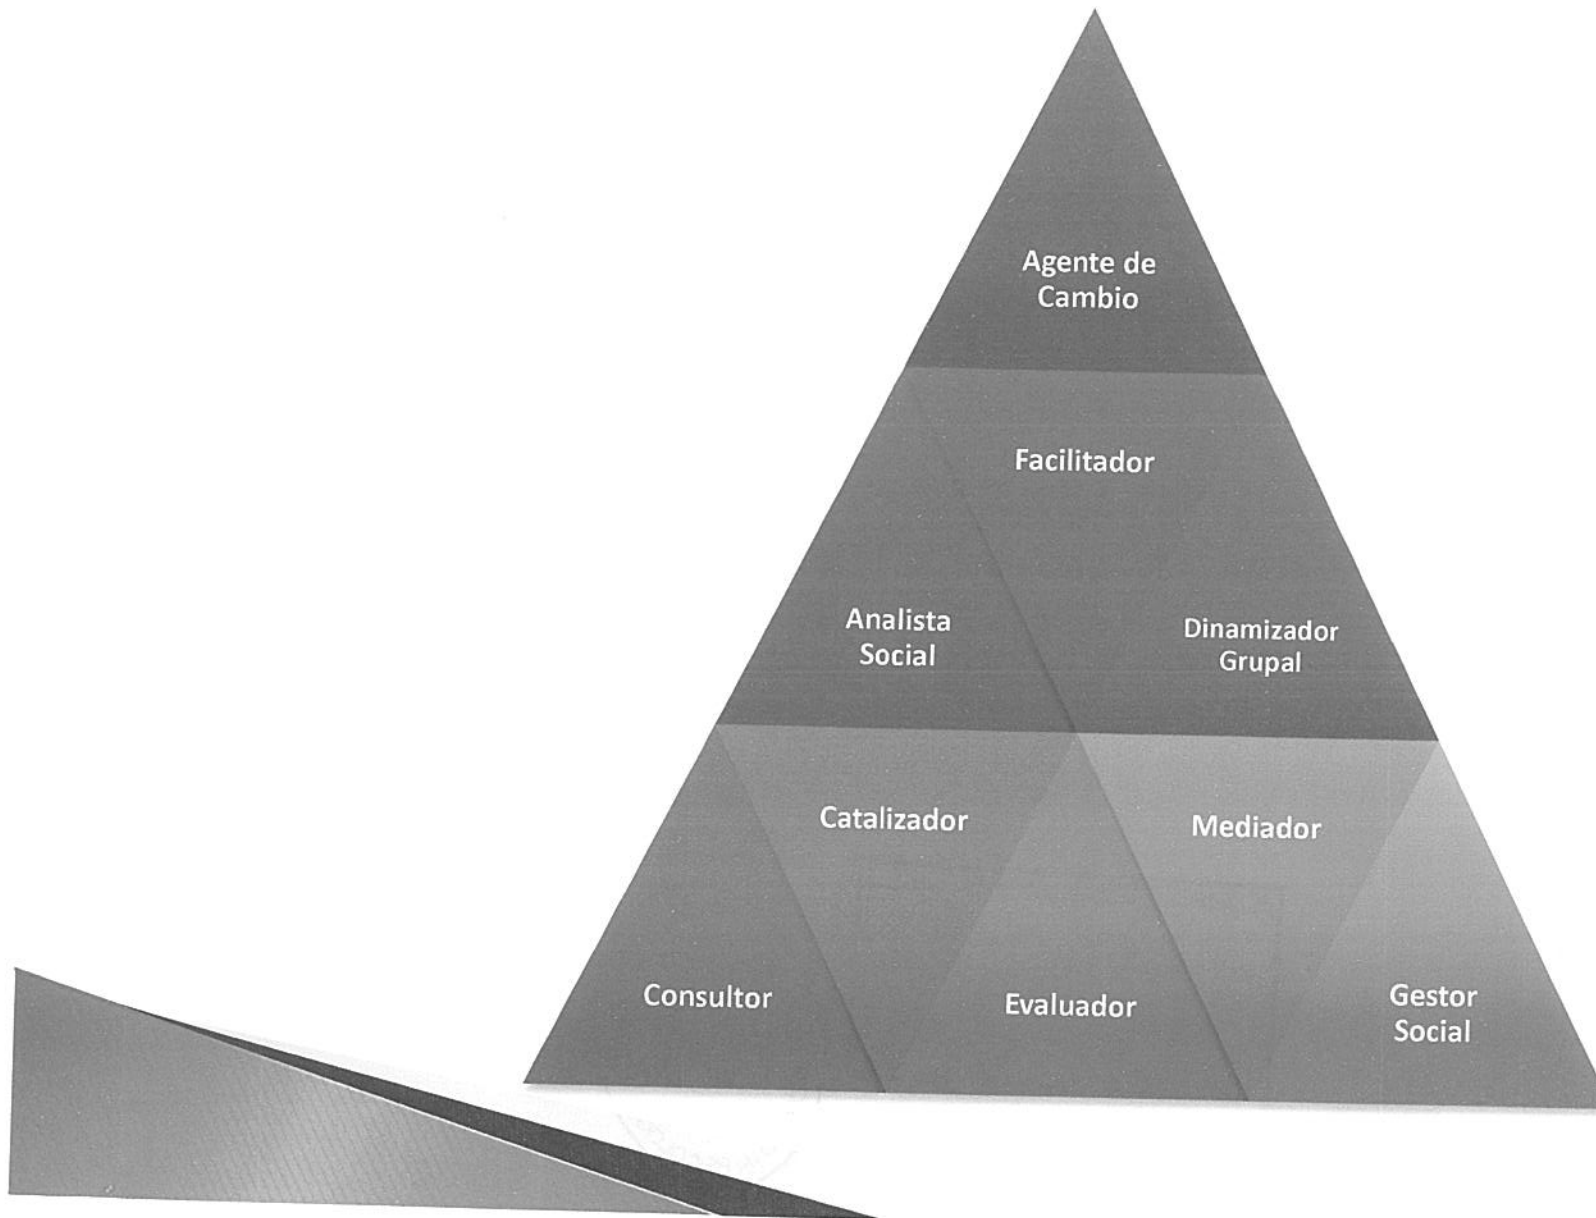 Agente de
Cambio
Facilitador
Analista
Social
Dinamizador
Grupal
Catalizador
Mediador
Consultor
Evaluador
Gestor
Social